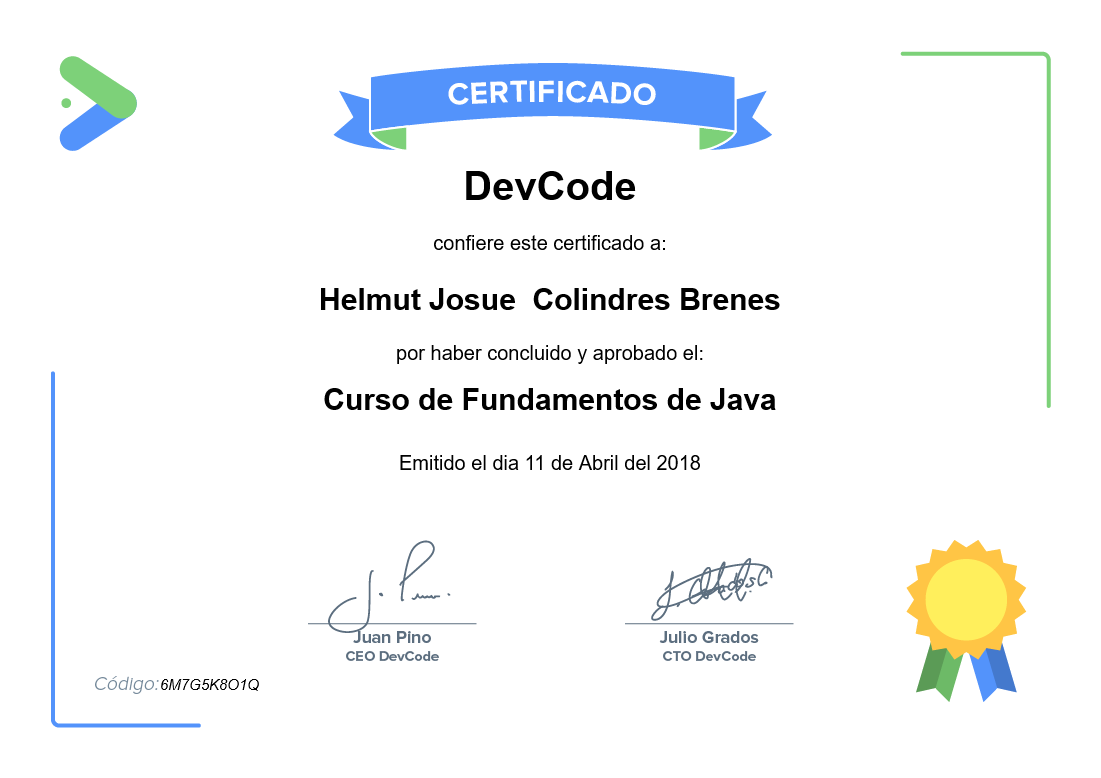 CERTIFICADO
DevCode
confiere este certificado a:
Helmut Josue  Colindres Brenes
por haber concluido y aprobado el:
Curso de Fundamentos de Java
Emitido el dia 11 de Abril del 2018
Juan Pino
CEO DevCode
Julio Grados
CTO DevCode
Código:6M7G5K8O1Q